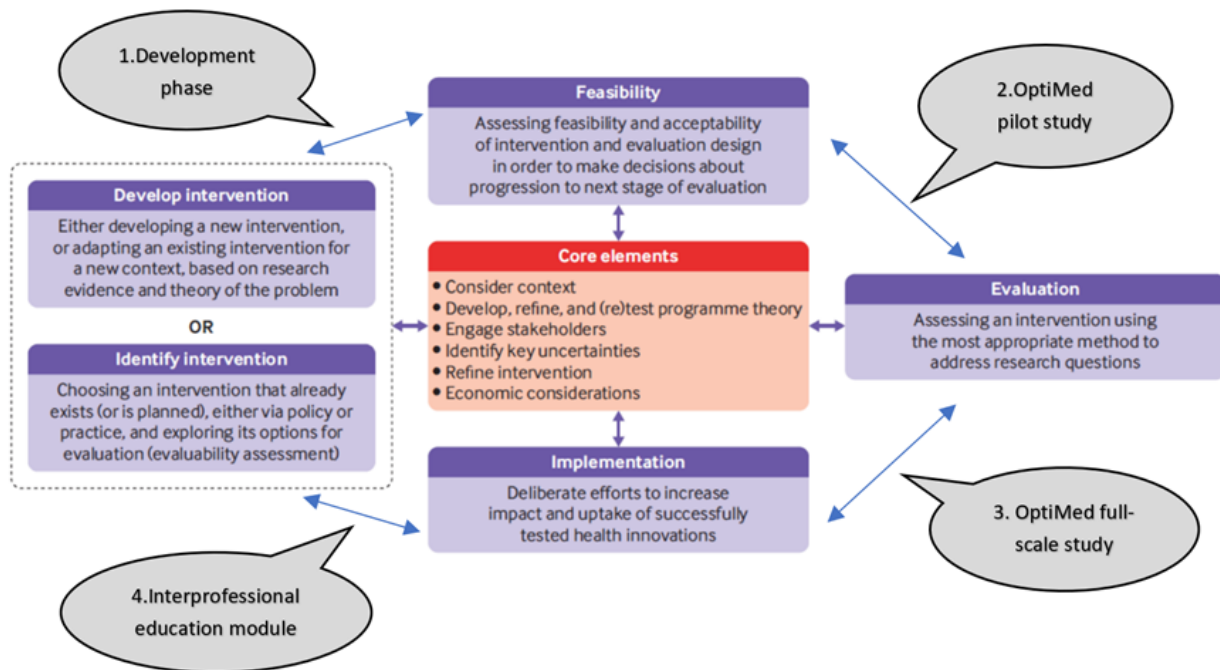 1.Development
phase
2.OptiMed
pilot study
Feasibility
Assessing feasibility and acceptability
of intervention and evaluation design
in order to make decisions about
progression to next stage of evaluation
Develop intervention
Either developing a new intervention,
or adapting an existing intervention for
a new context, based on research
evidence and theory of the problem
OR
Identify intervention
Choosing an intervention that already
exists (or is planned), either via policy or
practice, and exploring its options for
evaluation (evaluability assessment)
Core elements
• Consider context
• Develop, refine, and (re)test programme theory
• Engage stakeholders
• Identify key uncertainties
• Refine intervention
• Economic considerations
Evaluation
Assessing an intervention using
the most appropriate method to
address research questions
Implementation
Deliberate efforts to increase
impact and uptake of successfully
tested health innovations
3. OptiMed full-
scale study
4.Interprofessional
education module